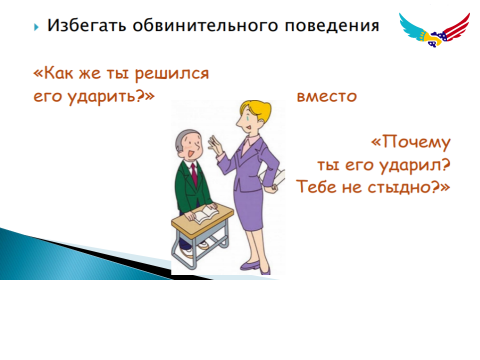 Избегать обвинительного поведения
«Как же ты решился
его ударить?»
вместо
«Почему
ты его ударил?
Тебе не стыдно?»